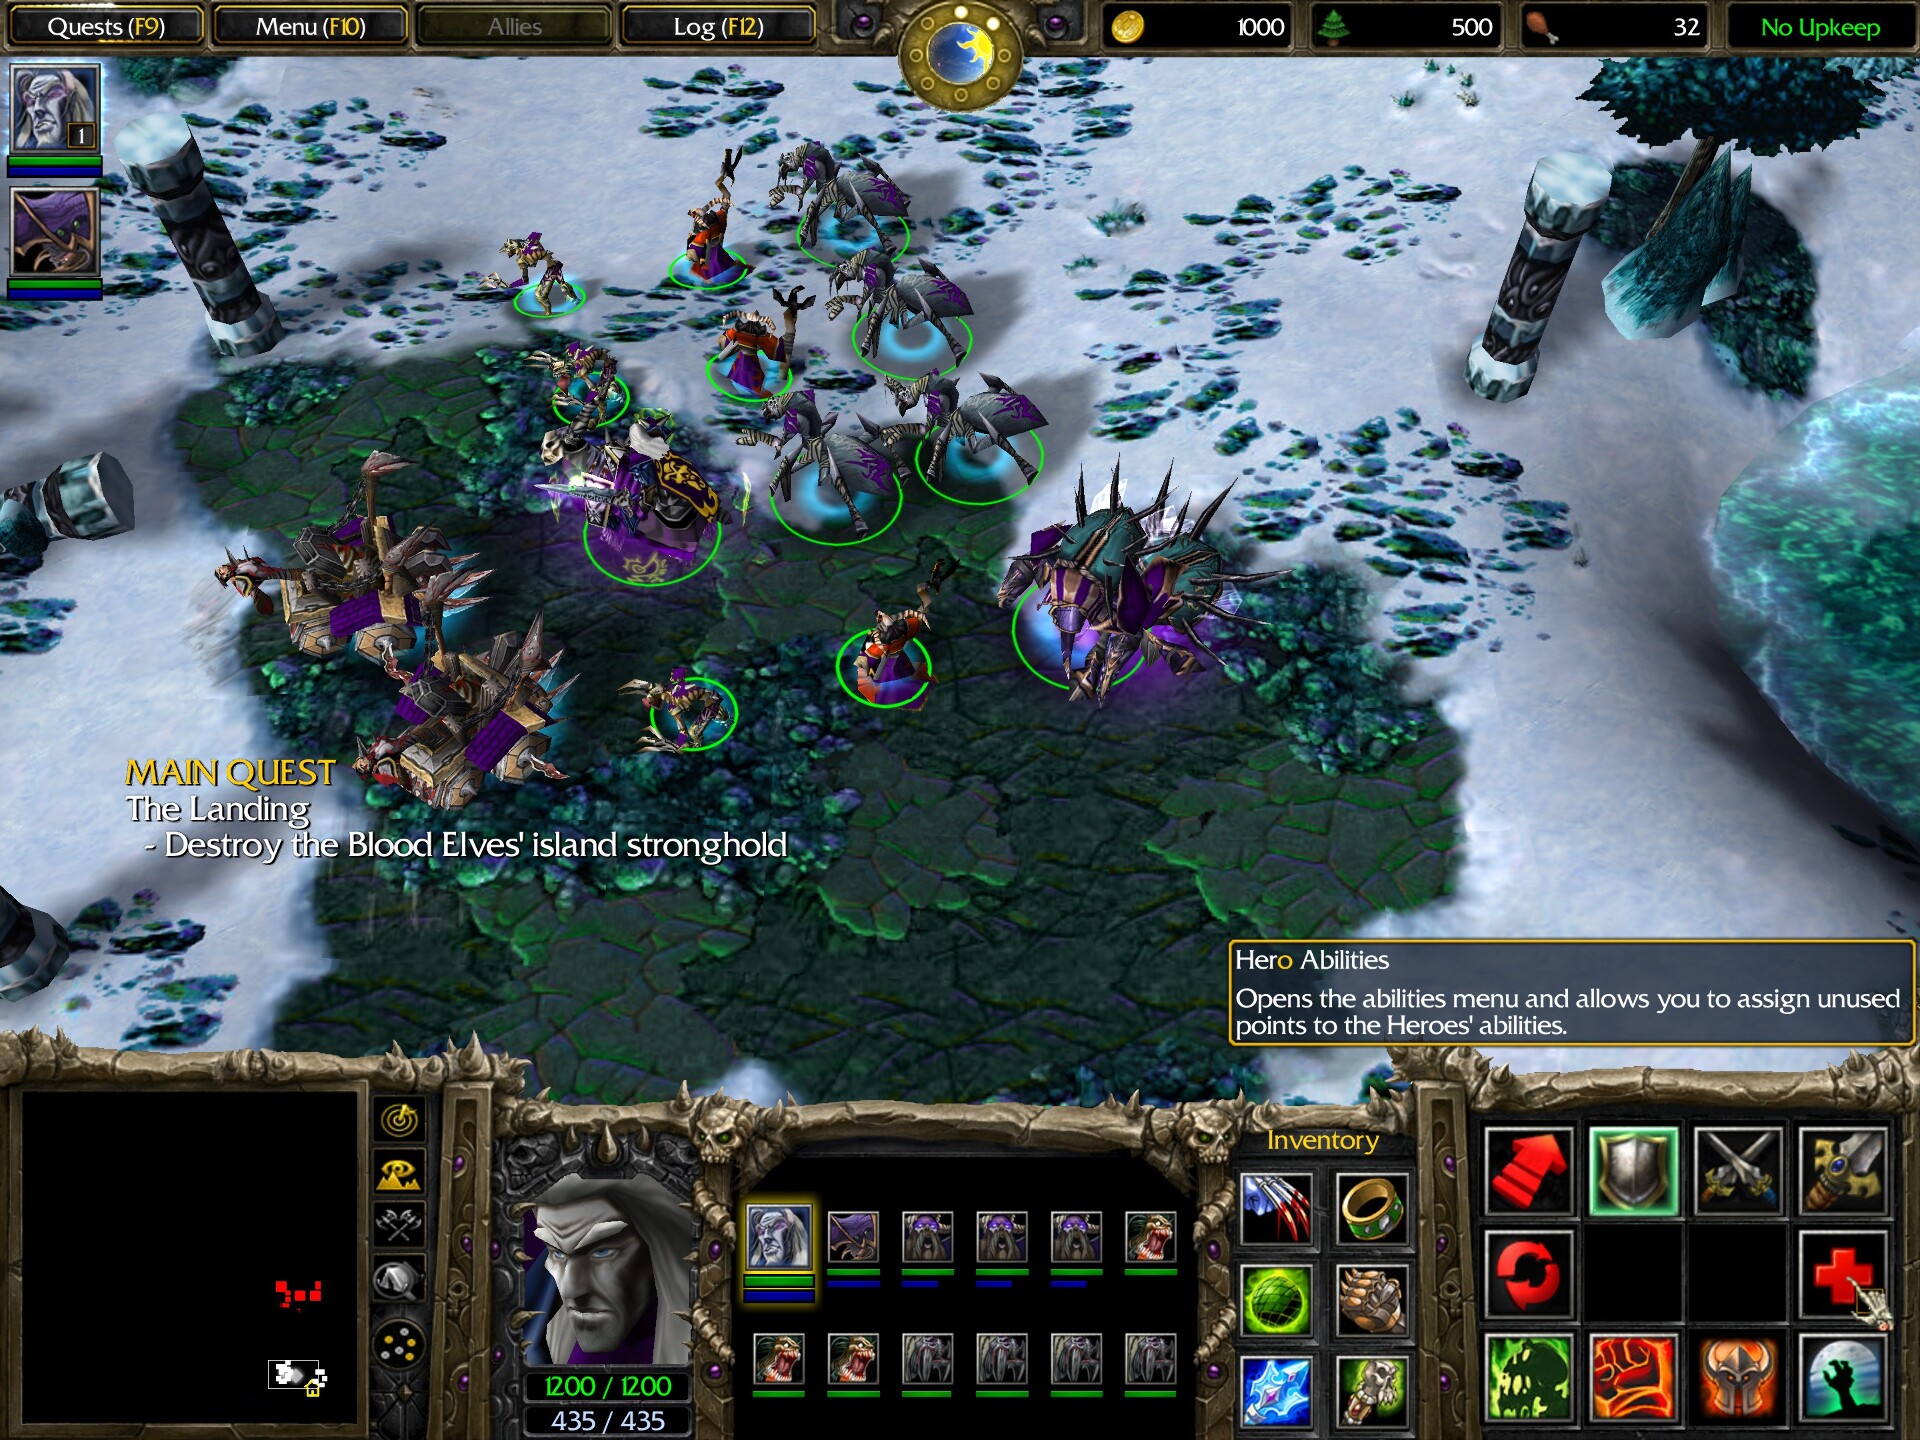 Quests (F9)
Menu (F10)
Allies
Log (F12)
1000
500
32
No Upkeep
1
MAIN QUEST
The Landing
- Destroy the Blood Elves' island stronghold
Hero Abilities
Opens the abilities menu and allows you to assign unused
points to the Heroes' abilities.
Inventory
1200 / 1200
435 / 435